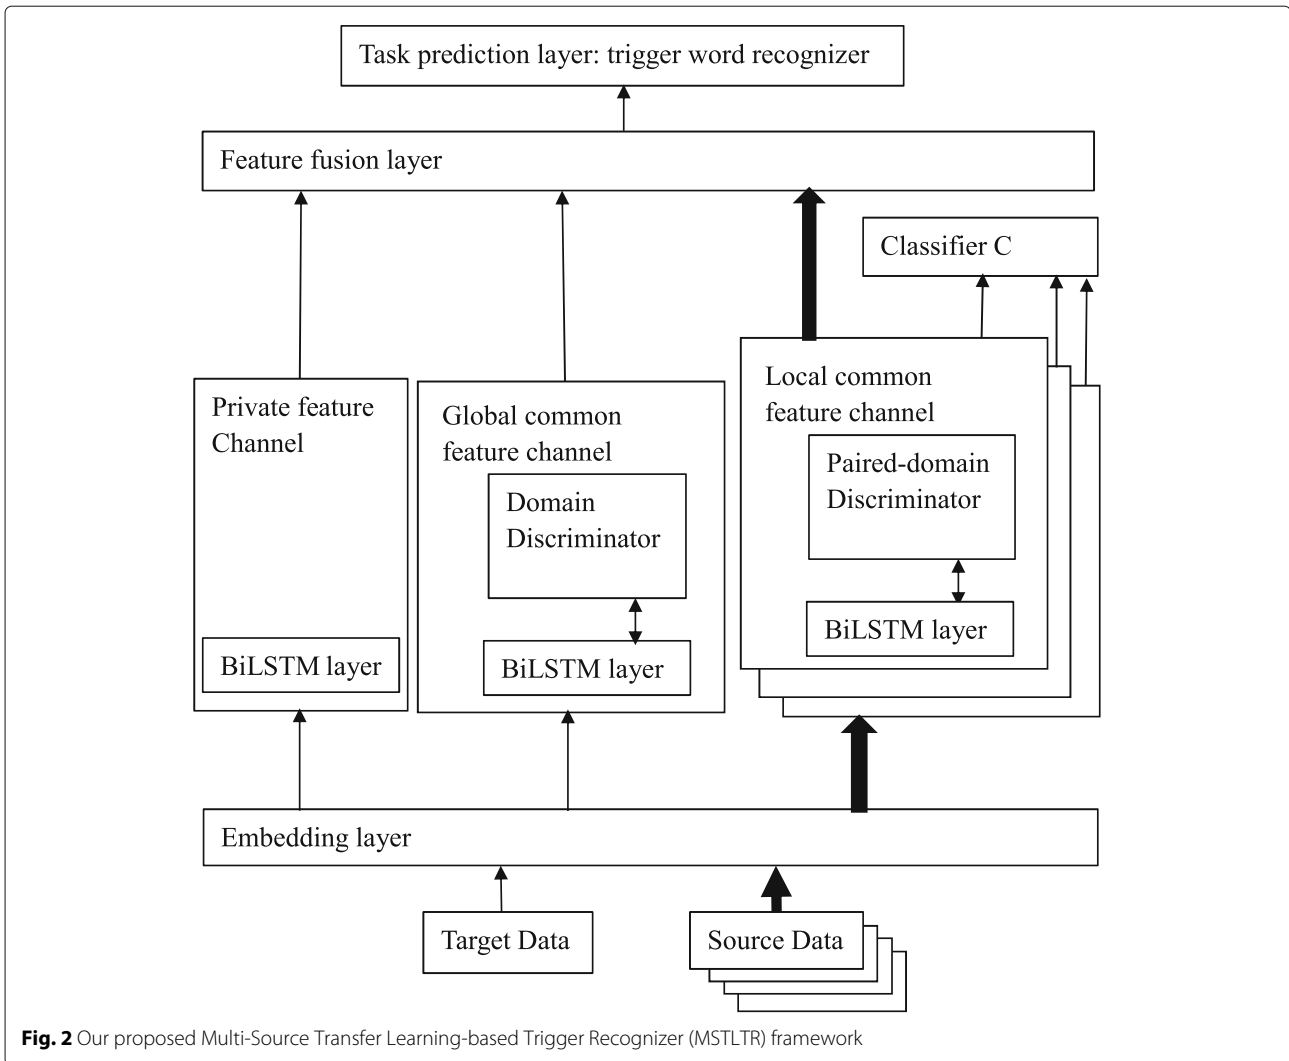 Task prediction layer: trigger word recognizer
Feature fusion layer
Classifier C
Private feature
Channel
BiLSTM layer
Global common
feature channel
Domain
Discriminator
BiLSTM layer
Local common
feature channel
Paired-domain
Discriminator
BiLSTM layer
Embedding layer
Target Data
Source Data
Fig. 2 Our proposed Multi-Source Transfer Learning-based Trigger Recognizer (MSTLTR) framework